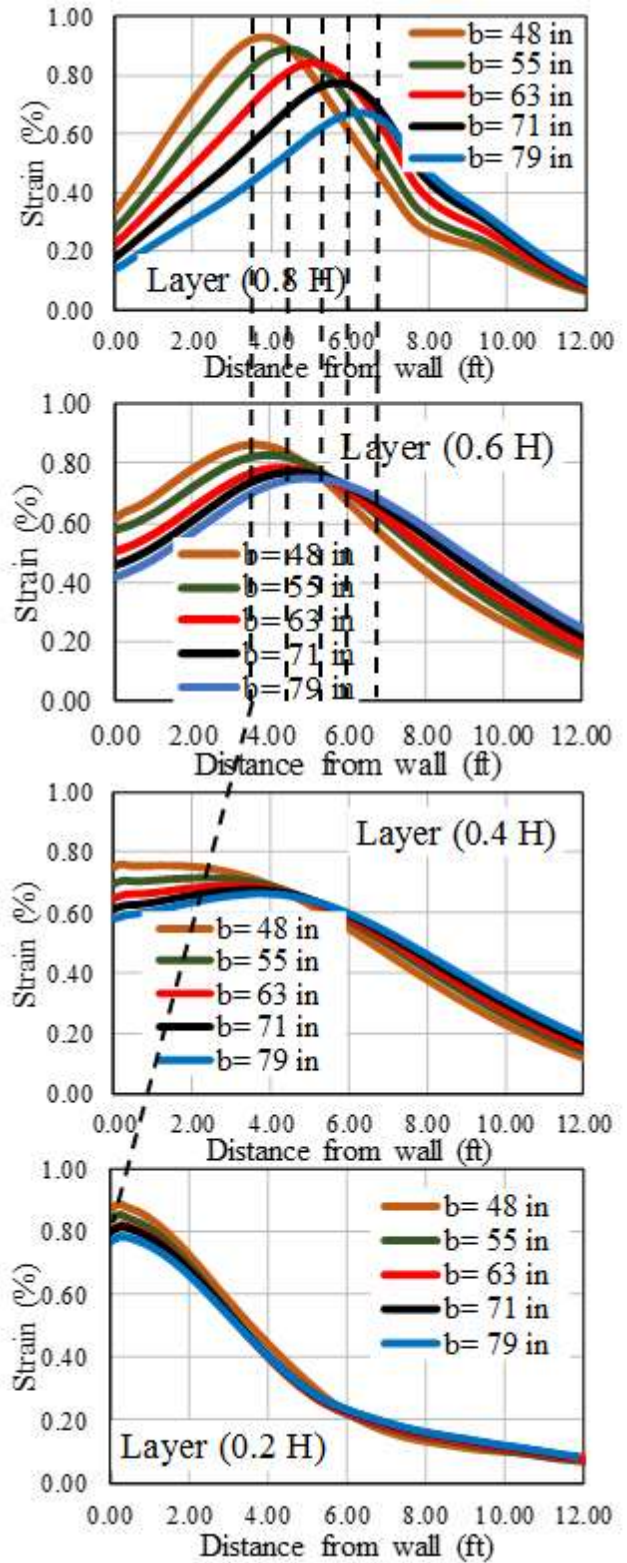 1.00
b= 48 in
0.80
b= 55 in
b= 63 in
0.60
b= 71 in
0.40
b= 79 in
0.20
Layer (0.8 H)
0.00
Strain (%)
0.00 2.00 4.00 6.00 8.00 10.00 12.00
Distance from wall (ft)
1.00
Layer (0.6 H)
0.80
0.60
b= 48 in
0.40
b= 55 in
b= 63 in
0.20
b= 71 in
b= 79 in
0.00
Strain (%)
0.00 2.00 4.00 6.00 8.00 10.00 12.00
Distance from wall (ft)
1.00
Layer (0.4 H)
0.80
0.60
b= 48 in
b= 55 in
0.40
b= 63 in
0.20
b= 71 in
b= 79 in
0.00
Strain (%)
0.00 2.00 4.00 6.00 8.00 10.00 12.00
Distance from wall (ft)
1.00
b= 48 in
0.80
b= 55 in
0.60
b= 63 in
b= 71 in
0.40
b= 79 in
0.20
Layer (0.2 H)
0.00
Strain (%)
0.00 2.00 4.00 6.00 8.00 10.00 12.00
Distance from wall (ft)